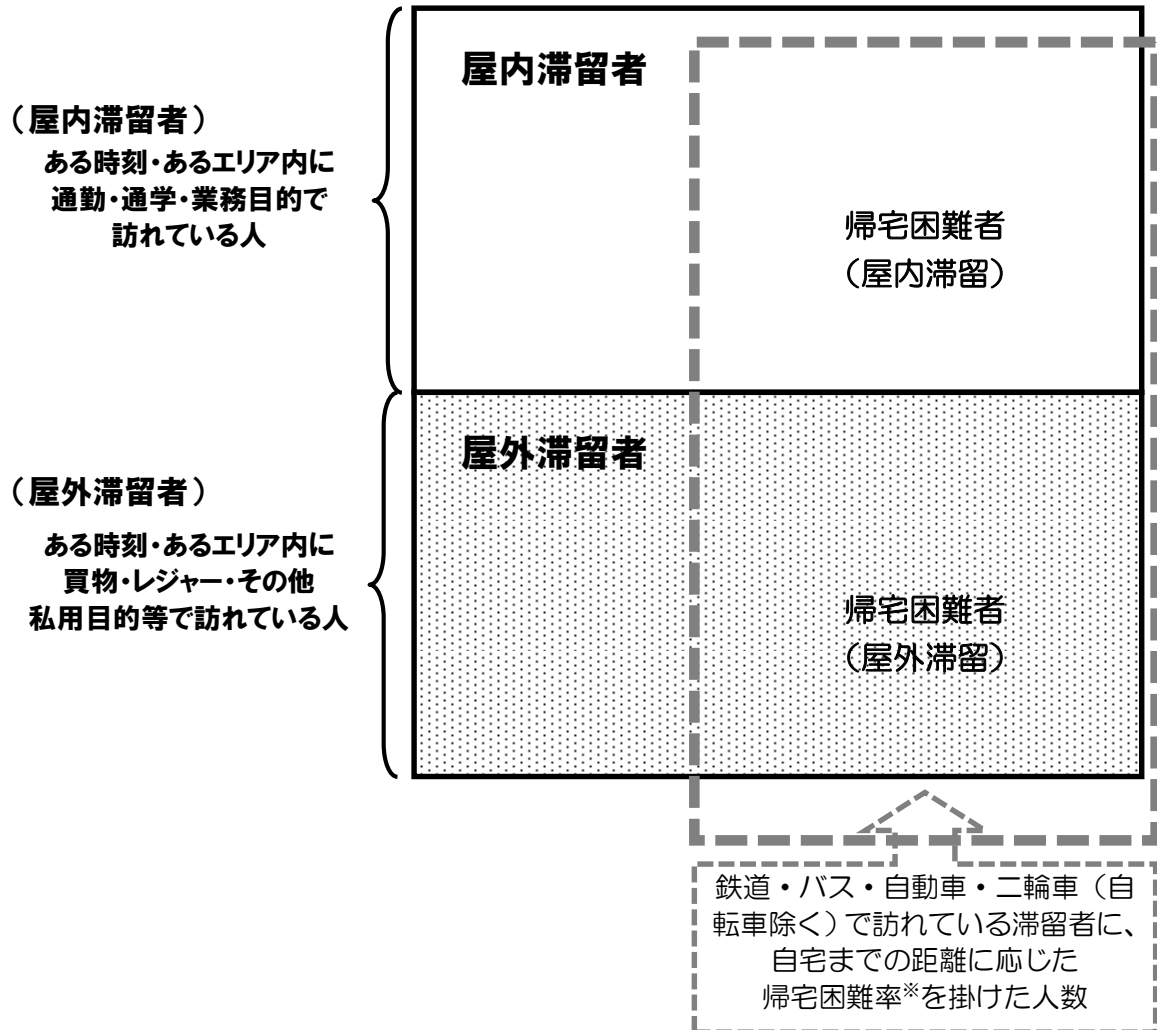 屋内滞留者
（屋内滞留者）
ある時刻・あるエリア内に
通勤・通学・業務目的で
訪れている人
帰宅困難者
（屋内滞留）
屋外滞留者
（屋外滞留者）
ある時刻・あるエリア内に
買物・レジャー・その他
私用目的等で訪れている人
帰宅困難者
（屋外滞留）
鉄道・バス・自動車・二輪車（自
転車除く）で訪れている滞留者に、
自宅までの距離に応じた
帰宅困難率※を掛けた人数